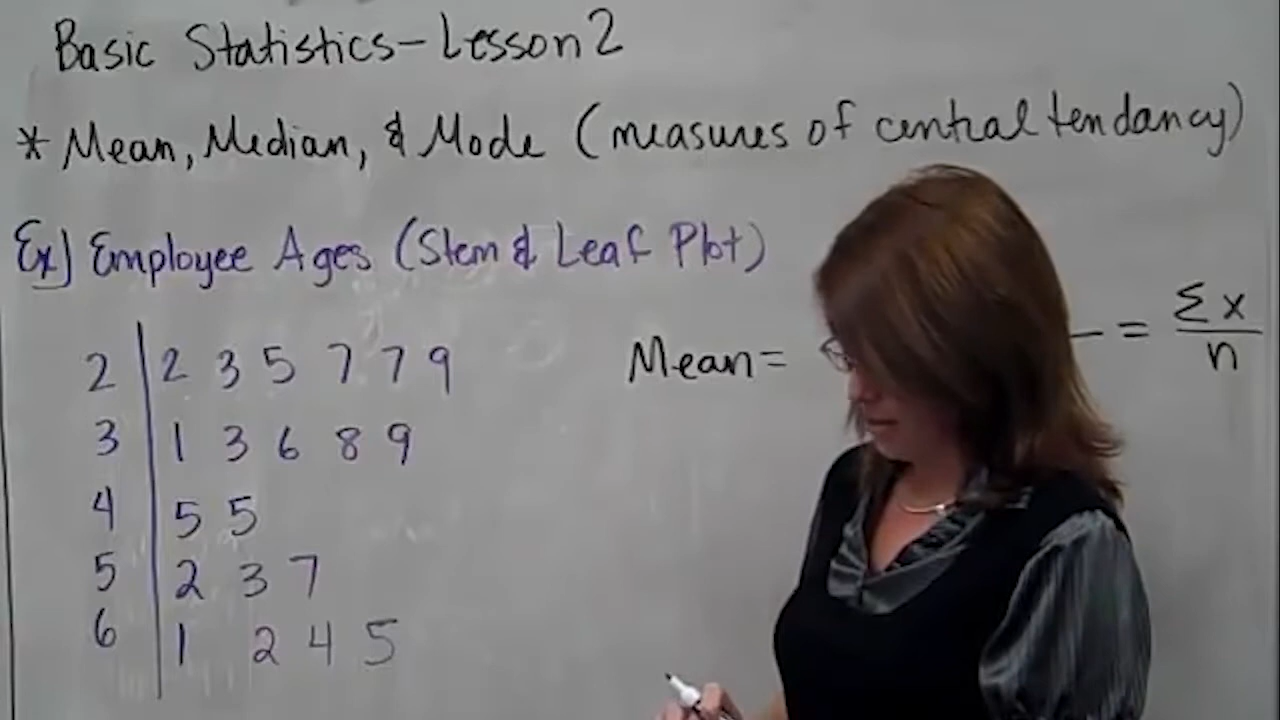 Basic Statistics - Lesson 2
* Mean, Median, & Mode (measures of central tendancy)
Ex) Employee Ages (Stem & Leaf Plot)
2 | 2 3 5 7 7 9
3 | 1 3 6 8 9
4 | 5 5
5 | 2 3 7
6 | 1 2 4 5
Mean =
= Σx
n